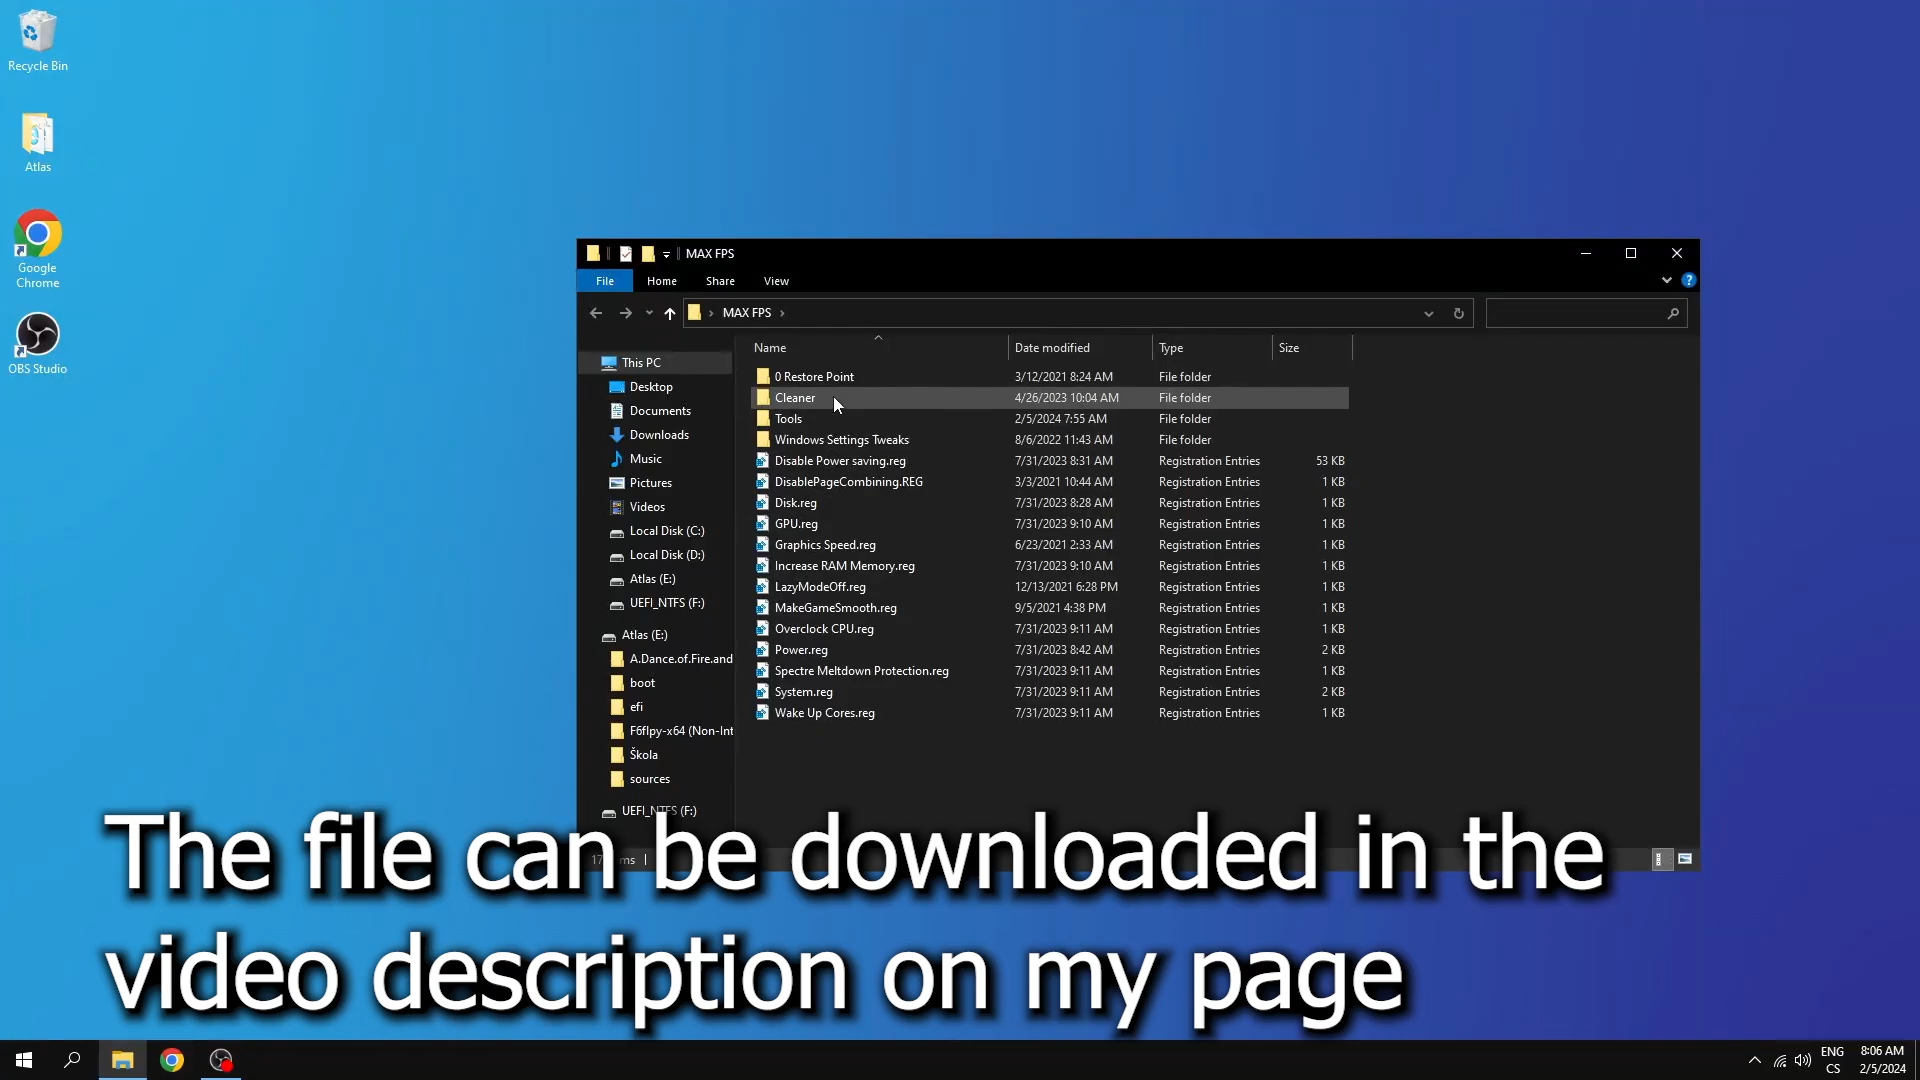 Recycle Bin
Atlas
Google
Chrome
OBS Studio
MAX FPS
File Home Share View
MAX FPS
Name Date modified Type Size
This PC
Desktop
Documents
Downloads
Music
Pictures
Videos
Local Disk (C:)
Local Disk (D:)
Atlas (E:)
UEFI_NTFS (F:)
Atlas (E:)
A.Dance.of.Fire.and
boot
efi
F6flpy-x64 (Non-Int
Škola
sources
UEFI_NTFS (F:)
0 Restore Point 3/12/2021 8:24 AM File folder
Cleaner 4/26/2023 10:04 AM File folder
Tools 2/5/2024 7:55 AM File folder
Windows Settings Tweaks 8/6/2022 11:43 AM File folder
Disable Power saving.reg 7/31/2023 8:31 AM Registration Entries 53 KB
DisablePageCombining.REG 3/3/2021 10:44 AM Registration Entries 1 KB
Disk.reg 7/31/2023 8:28 AM Registration Entries 1 KB
GPU.reg 7/31/2023 9:10 AM Registration Entries 1 KB
Graphics Speed.reg 6/23/2021 2:33 AM Registration Entries 1 KB
Increase RAM Memory.reg 7/31/2023 9:10 AM Registration Entries 1 KB
LazyModeOff.reg 12/13/2021 6:28 PM Registration Entries 1 KB
MakeGameSmooth.reg 9/5/2021 4:38 PM Registration Entries 1 KB
Overclock CPU.reg 7/31/2023 9:11 AM Registration Entries 1 KB
Power.reg 7/31/2023 8:42 AM Registration Entries 2 KB
Spectre Meltdown Protection.reg 7/31/2023 9:11 AM Registration Entries 1 KB
System.reg 7/31/2023 9:11 AM Registration Entries 2 KB
Wake Up Cores.reg 7/31/2023 9:11 AM Registration Entries 1 KB
The file can be downloaded in the
video description on my page
ENG
CS
8:06 AM
2/5/2024